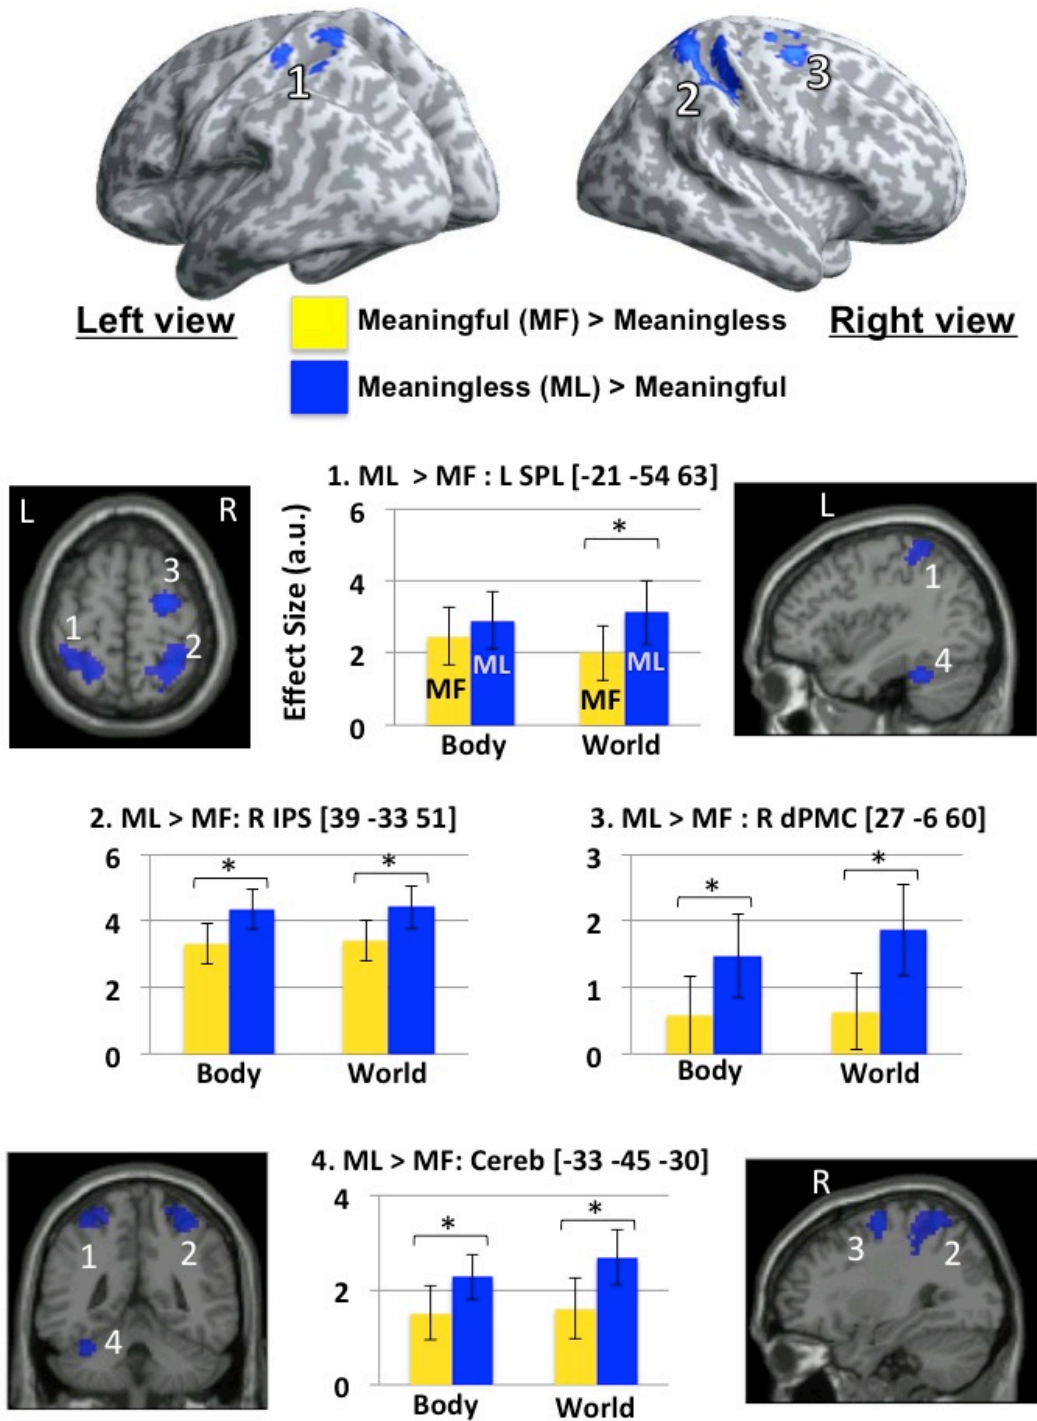 1
2
3
Left view
Meaningful (MF) > Meaningless
Right view
Meaningless (ML) > Meaningful
1. ML > MF : L SPL [-21 -54 63]
L
R
3
1
2
Effect Size (a.u.)
6
4
2
0
*
MF
ML
MF
ML
Body
World
L
1
4
2. ML > MF: R IPS [39 -33 51]
6
4
2
0
*
*
Body
World
3. ML > MF : R dPMC [27 -6 60]
3
2
1
0
*
*
Body
World
1
2
4
4. ML > MF: Cereb [-33 -45 -30]
4
2
0
*
*
Body
World
R
3
2